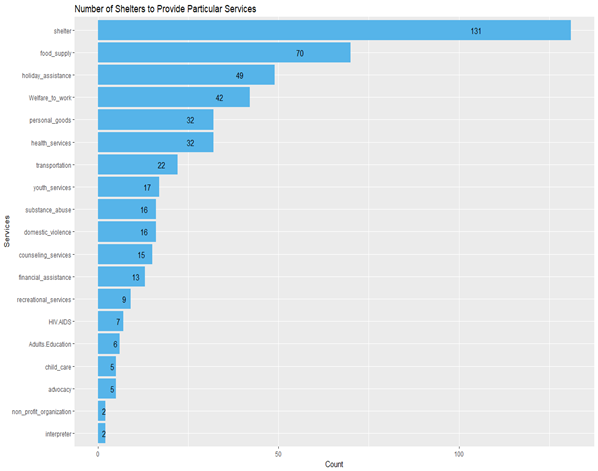 Number of Shelters to Provide Particular Services
shelter 131
food_supply 70
holiday_assistance 49
Welfare_to_work 42
personal_goods 32
health_services 32
transportation 22
youth_services 17
substance_abuse 16
domestic_violence 16
counseling_services 15
financial_assistance 13
recreational_services 9
HIV.AIDS 7
Adults.Education 6
child_care 5
advocacy 5
non_profit_organization 2
interpreter 2
Services
0 50 100
Count